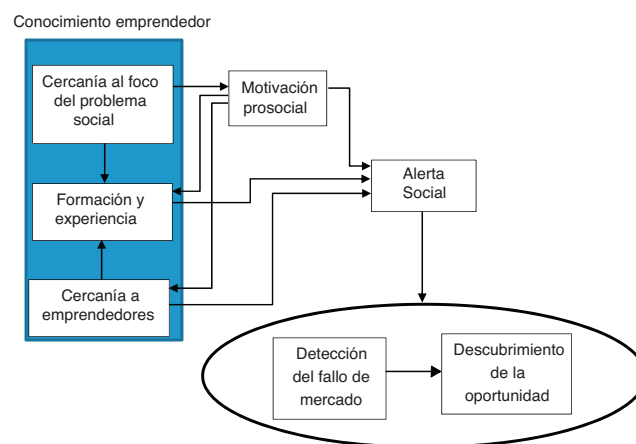 Conocimiento emprendedor
Cercanía al foco
del problema
social
Motivación
prosocial
Formación y
experiencia
Alerta
Social
Cercanía a
emprendedores
Detección
del fallo de
mercado
Descubrimiento
de la
oportunidad